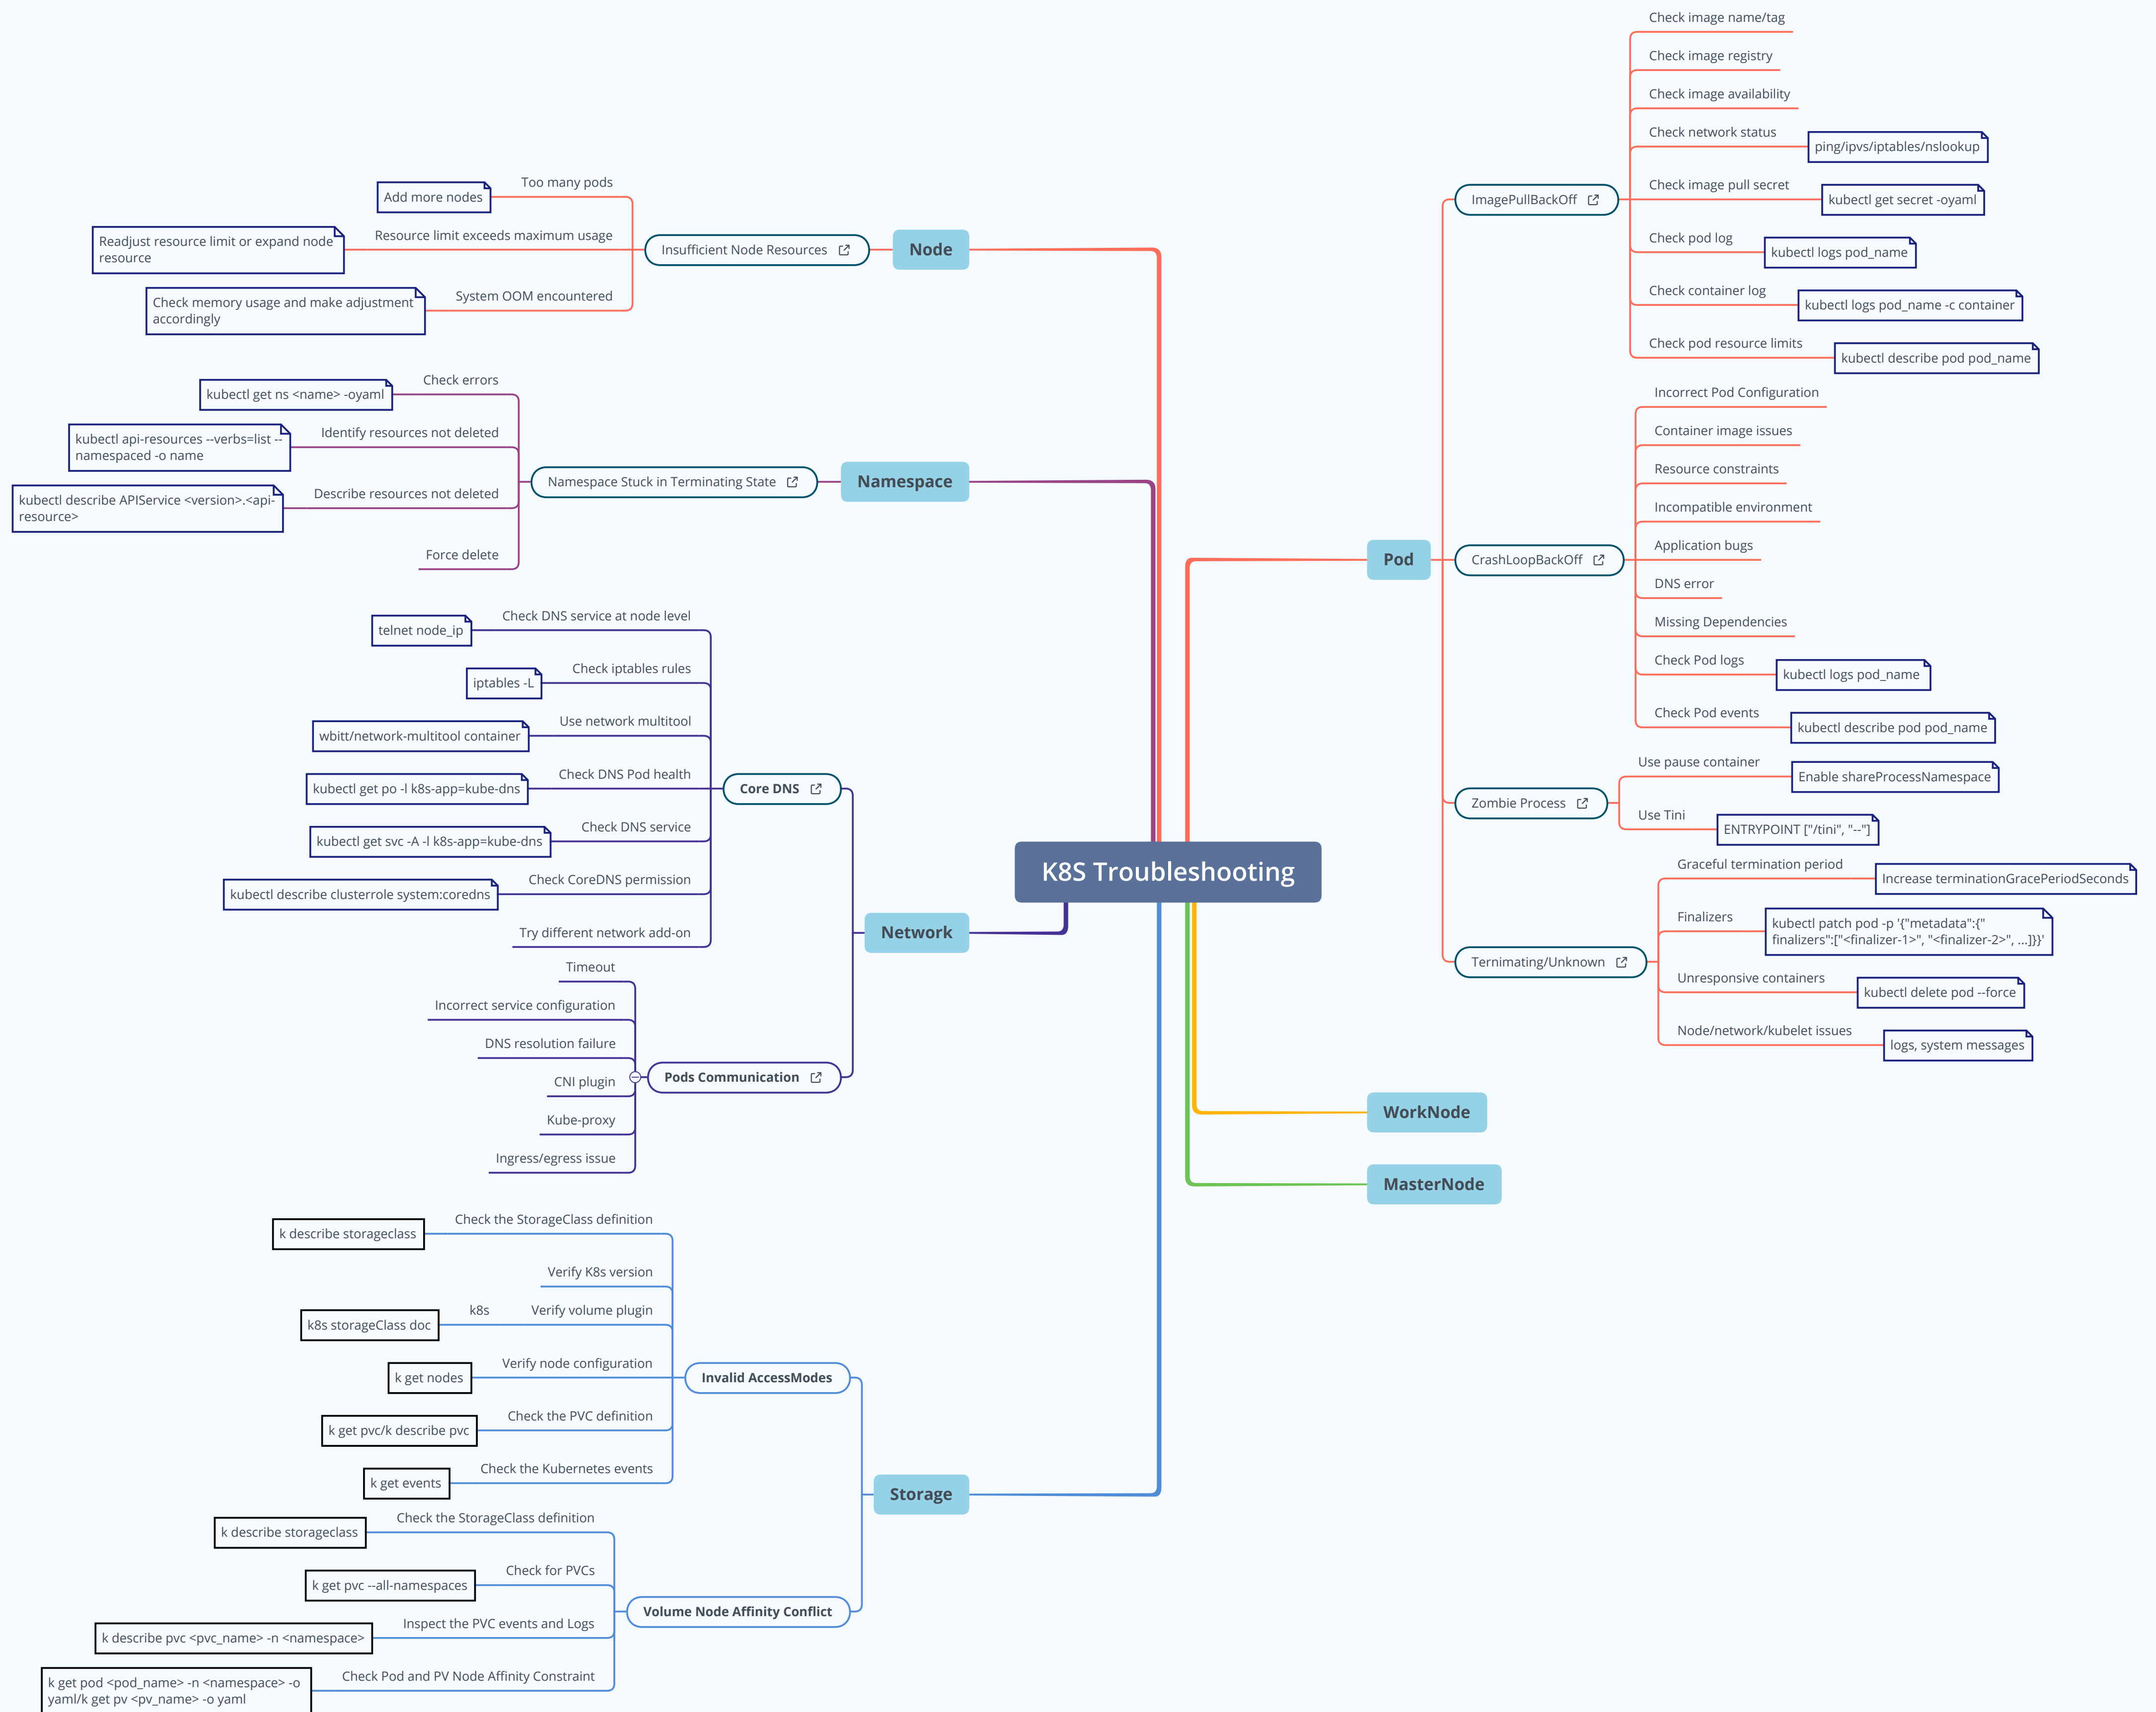 K8S Troubleshooting
Pod
ImagePullBackOff
Check image name/tag
Check image registry
Check image availability
Check network status
ping/ipvs/iptables/nslookup
Check image pull secret
kubectl get secret -oyaml
Check pod log
kubectl logs pod_name
Check container log
kubectl logs pod_name -c container
Check pod resource limits
kubectl describe pod pod_name
CrashLoopBackOff
Incorrect Pod Configuration
Container image issues
Resource constraints
Incompatible environment
Application bugs
DNS error
Missing Dependencies
Check Pod logs
kubectl logs pod_name
Check Pod events
kubectl describe pod pod_name
Zombie Process
Use pause container
Enable shareProcessNamespace
Use Tini
ENTRYPOINT ["/tini", "--"]
Ternimating/Unknown
Graceful termination period
Increase terminationGracePeriodSeconds
Finalizers
kubectl patch pod -p '{"metadata":{"
finalizers":["<finalizer-1>", "<finalizer-2>", ...]}}'
Unresponsive containers
kubectl delete pod --force
Node/network/kubelet issues
logs, system messages
WorkNode
MasterNode
Node
Insufficient Node Resources
Too many pods
Add more nodes
Resource limit exceeds maximum usage
Readjust resource limit or expand node
resource
System OOM encountered
Check memory usage and make adjustment
accordingly
Namespace
Namespace Stuck in Terminating State
Check errors
kubectl get ns <name> -oyaml
Identify resources not deleted
kubectl api-resources --verbs=list --
namespaced -o name
Describe resources not deleted
kubectl describe APIService <version>.<api-
resource>
Force delete
Network
Core DNS
Check DNS service at node level
telnet node_ip
Check iptables rules
iptables -L
Use network multitool
wbitt/network-multitool container
Check DNS Pod health
kubectl get po -l k8s-app=kube-dns
Check DNS service
kubectl get svc -A -l k8s-app=kube-dns
Check CoreDNS permission
kubectl describe clusterrole system:coredns
Try different network add-on
Pods Communication
Timeout
Incorrect service configuration
DNS resolution failure
CNI plugin
Kube-proxy
Ingress/egress issue
Storage
Invalid AccessModes
Check the StorageClass definition
k describe storageclass
Verify K8s version
Verify volume plugin
k8s
k8s storageClass doc
Verify node configuration
k get nodes
Check the PVC definition
k get pvc/k describe pvc
Check the Kubernetes events
k get events
Volume Node Affinity Conflict
Check the StorageClass definition
k describe storageclass
Check for PVCs
k get pvc --all-namespaces
Inspect the PVC events and Logs
k describe pvc <pvc_name> -n <namespace>
Check Pod and PV Node Affinity Constraint
k get pod <pod_name> -n <namespace> -o
yaml/k get pv <pv_name> -o yaml